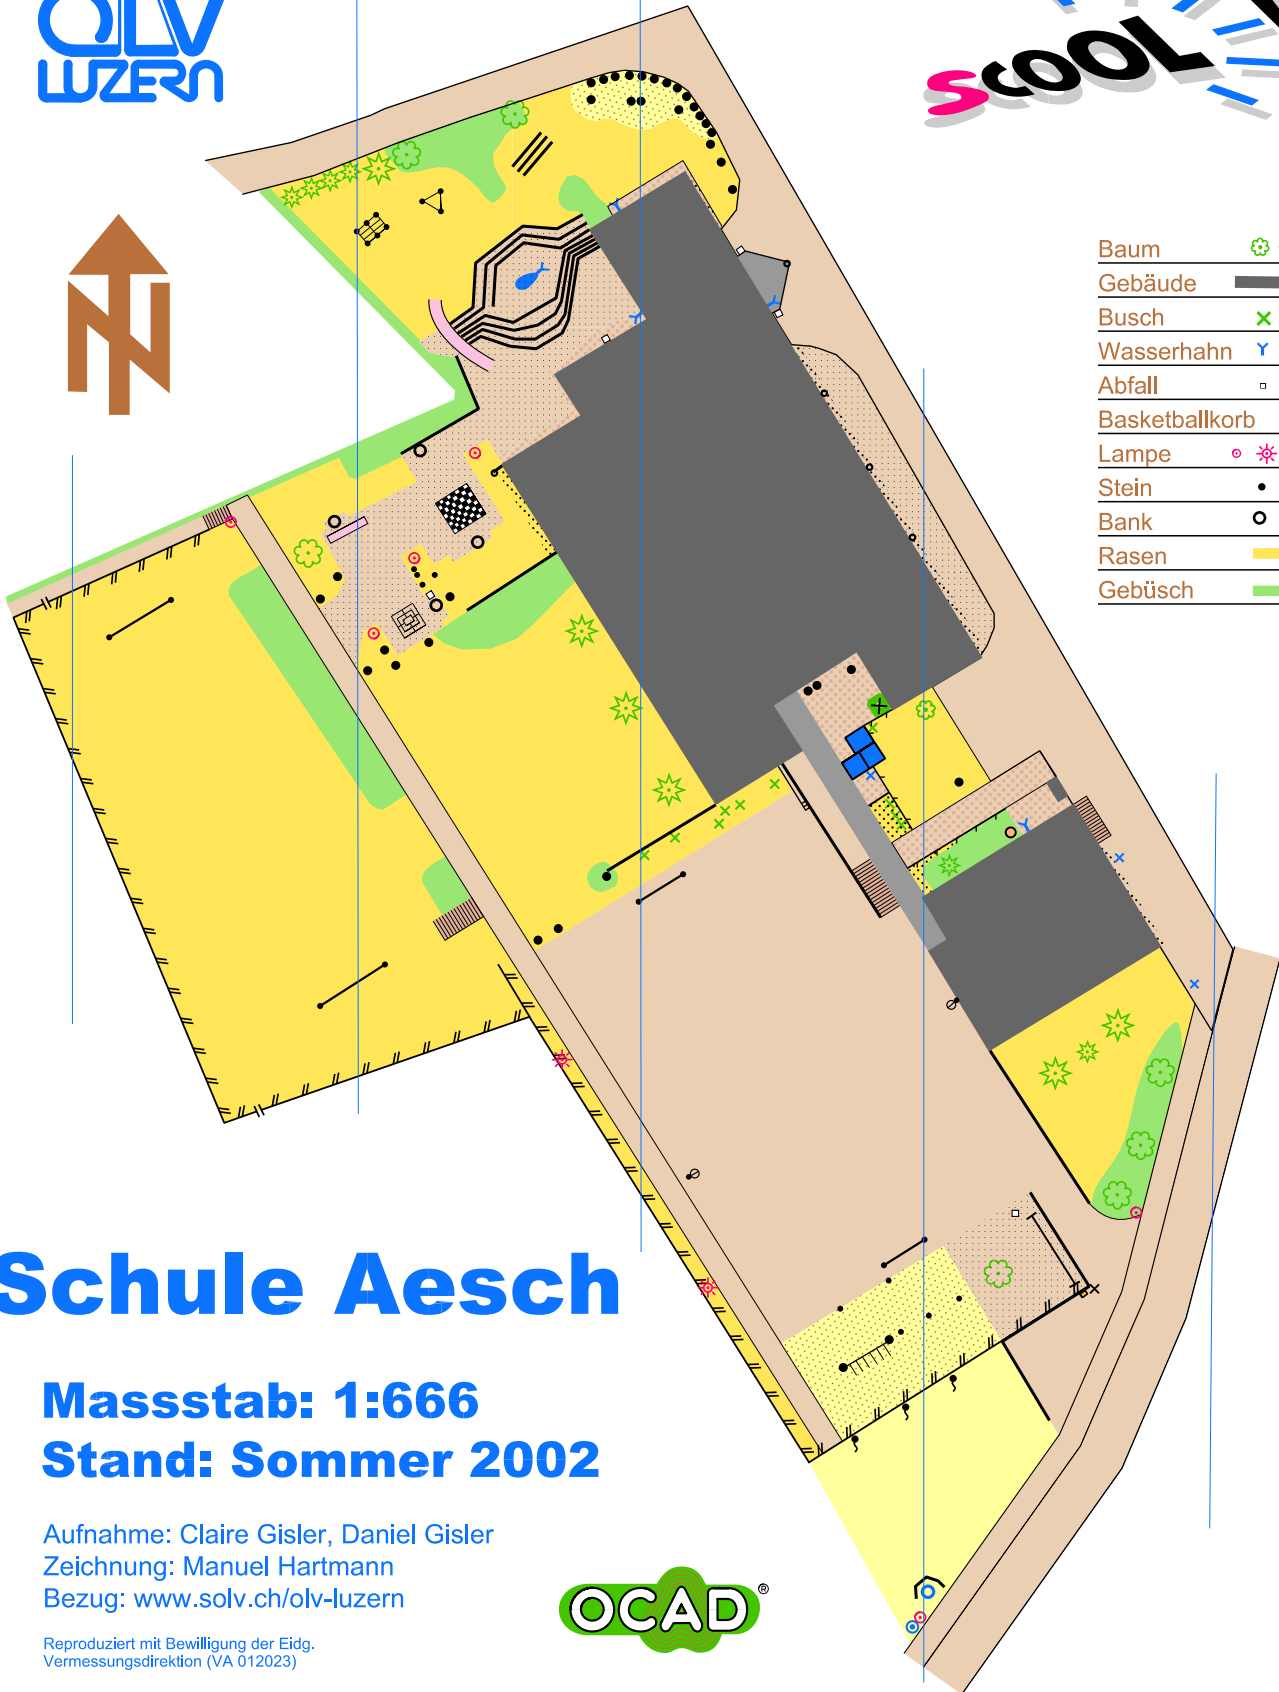 OLV
LUZERN
sCOOL
N
Baum
Gebäude
Busch
Wasserhahn
Abfall
Basketballkorb
Lampe
Stein
Bank
Rasen
Gebüsch
Schule Aesch
Massstab: 1:666
Stand: Sommer 2002
Aufnahme: Claire Gisler, Daniel Gisler
Zeichnung: Manuel Hartmann
Bezug: www.solv.ch/olv-luzern
Reproduziert mit Bewilligung der Eidg.
Vermessungsdirektion (VA 012023)
OCAD®